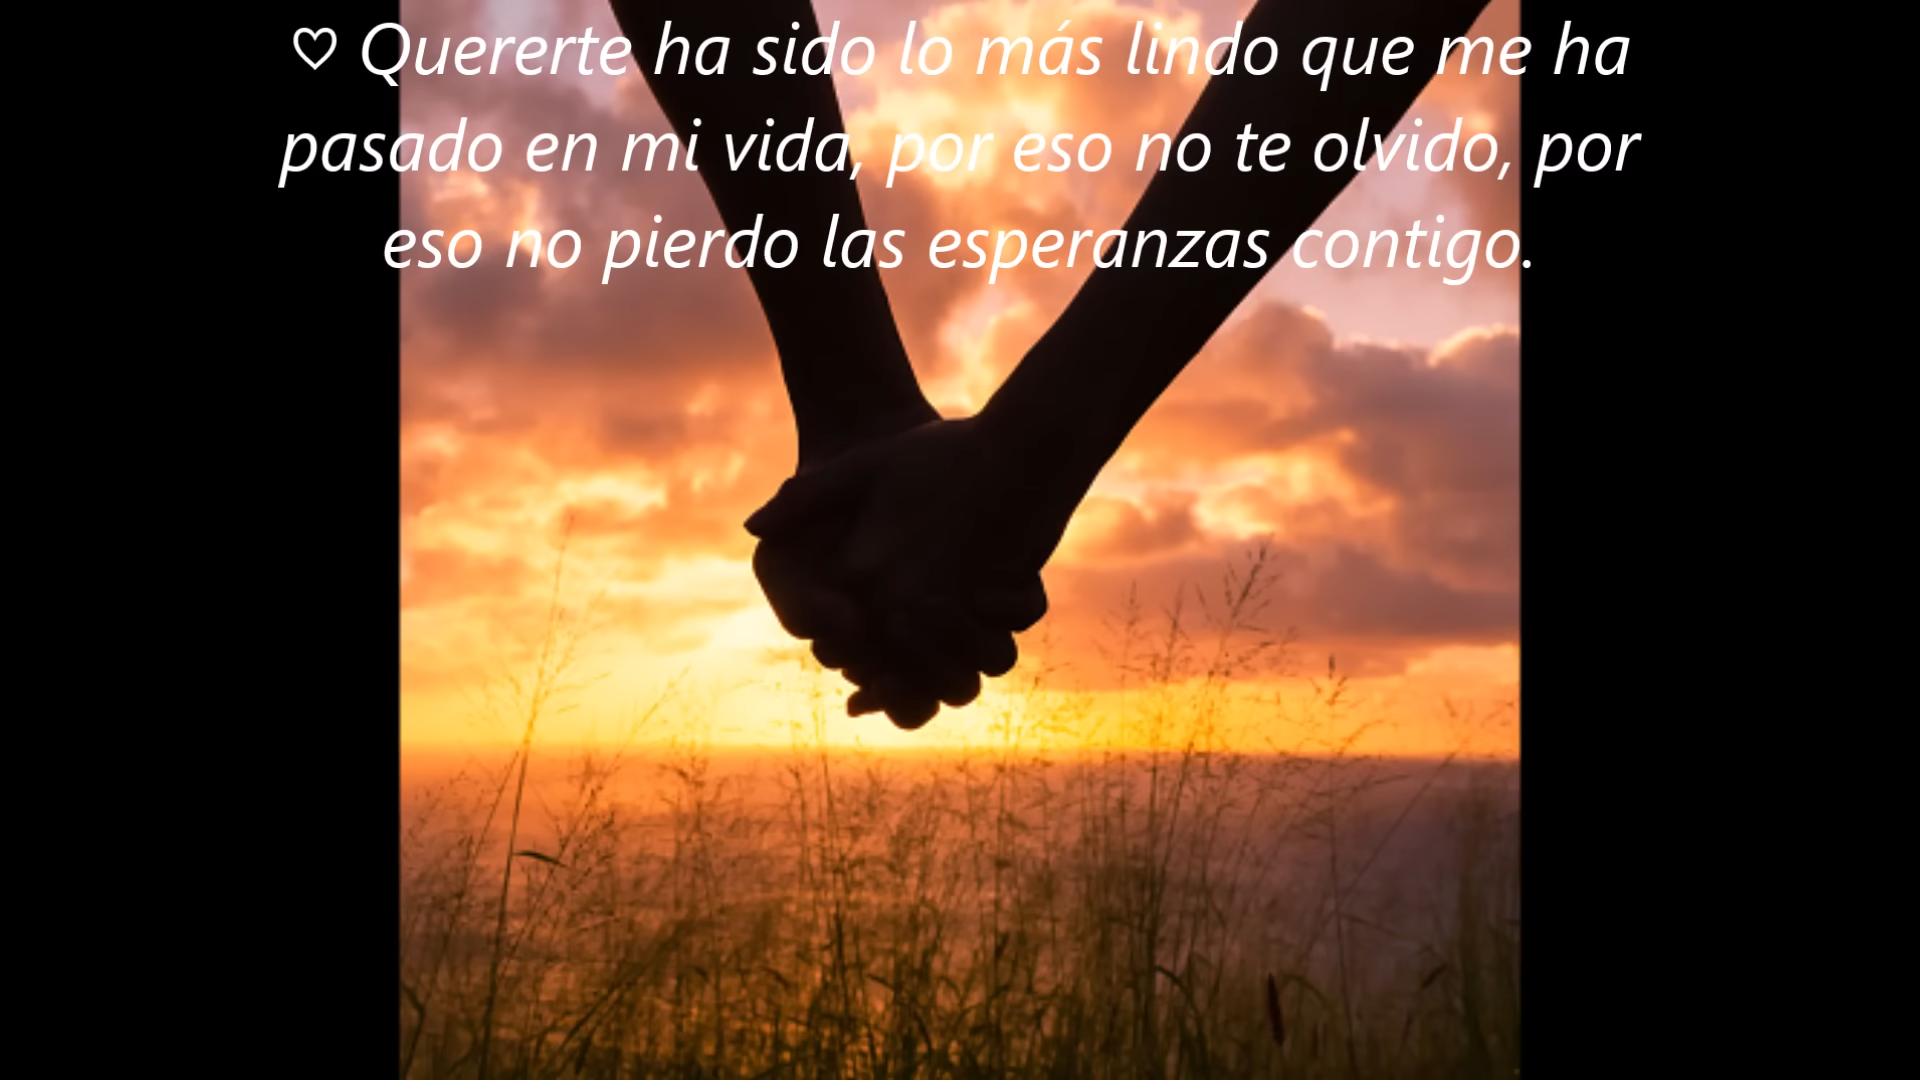 ♡ Quererte ha sido lo más lindo que me ha
pasado en mi vida, por eso no te olvido, por
eso no pierdo las esperanzas contigo.